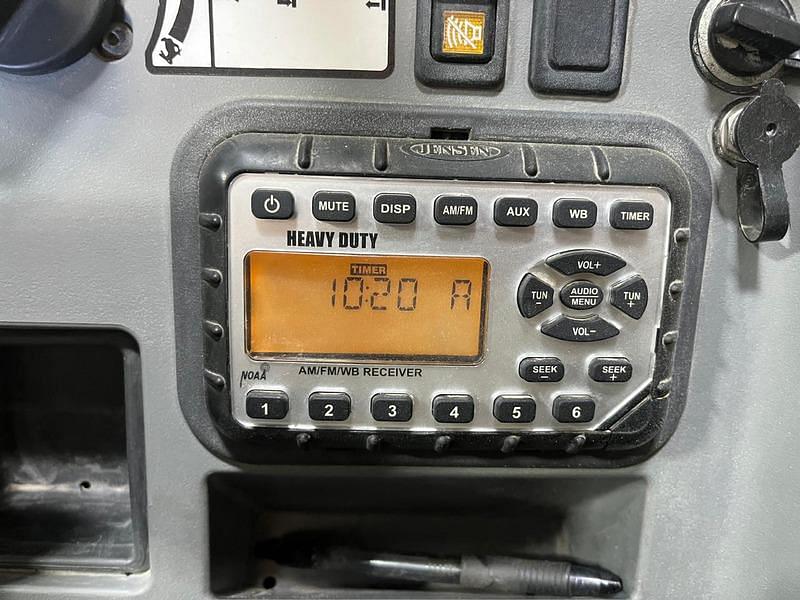 JENSEN
MUTE DISP AM/FM AUX WB TIMER
HEAVY DUTY
TIMER
10:20 A
VOL+
TUN - AUDIO MENU TUN +
VOL-
SEEK - SEEK +
NOAA AM/FM/WB RECEIVER
1 2 3 4 5 6